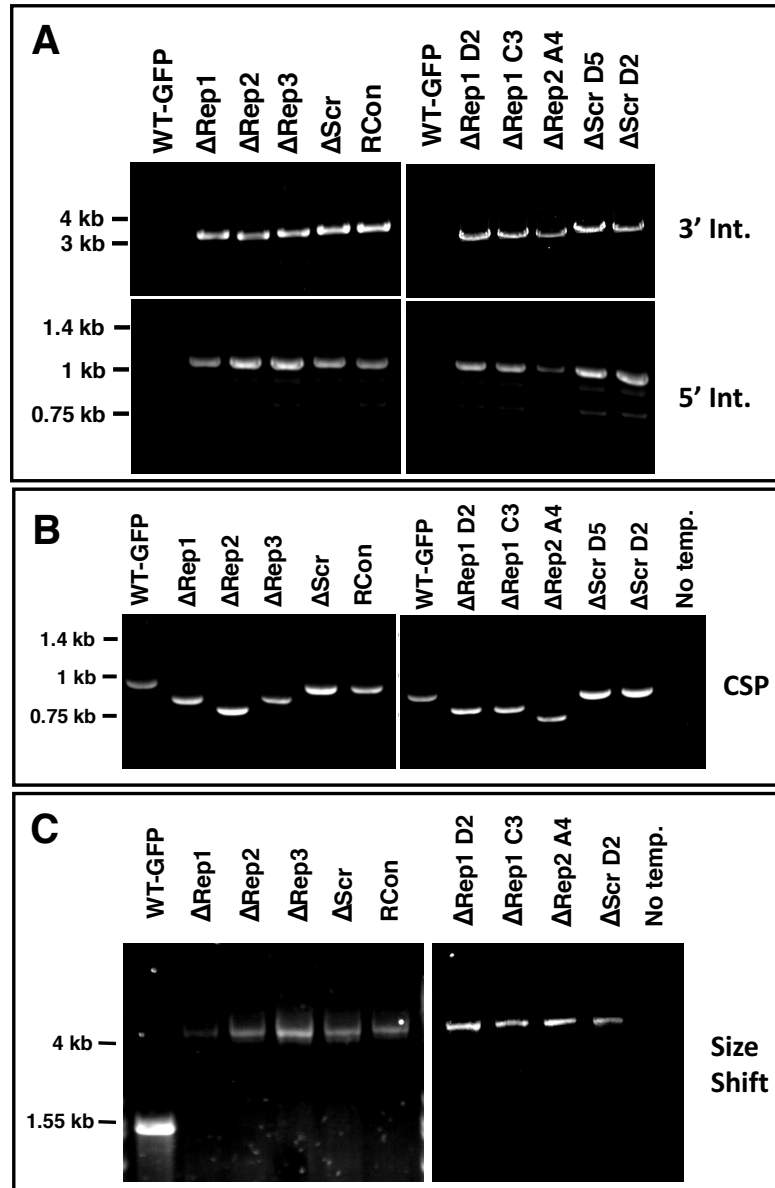 A
WT-GFP
ΔRep1
ΔRep2
ΔRep3
ΔScr
RCon
WT-GFP
ΔRep1 D2
ΔRep1 C3
ΔRep2 A4
ΔScr D5
ΔScr D2
4 kb
3 kb
3’ Int.
1.4 kb
1 kb
0.75 kb
5’ Int.
B
WT-GFP
ΔRep1
ΔRep2
ΔRep3
ΔScr
RCon
WT-GFP
ΔRep1 D2
ΔRep1 C3
ΔRep2 A4
ΔScr D5
ΔScr D2
No temp.
1.4 kb
1 kb
0.75 kb
CSP
C
WT-GFP
ΔRep1
ΔRep2
ΔRep3
ΔScr
RCon
ΔRep1 D2
ΔRep1 C3
ΔRep2 A4
ΔScr D2
No temp.
4 kb
1.55 kb
Size
Shift